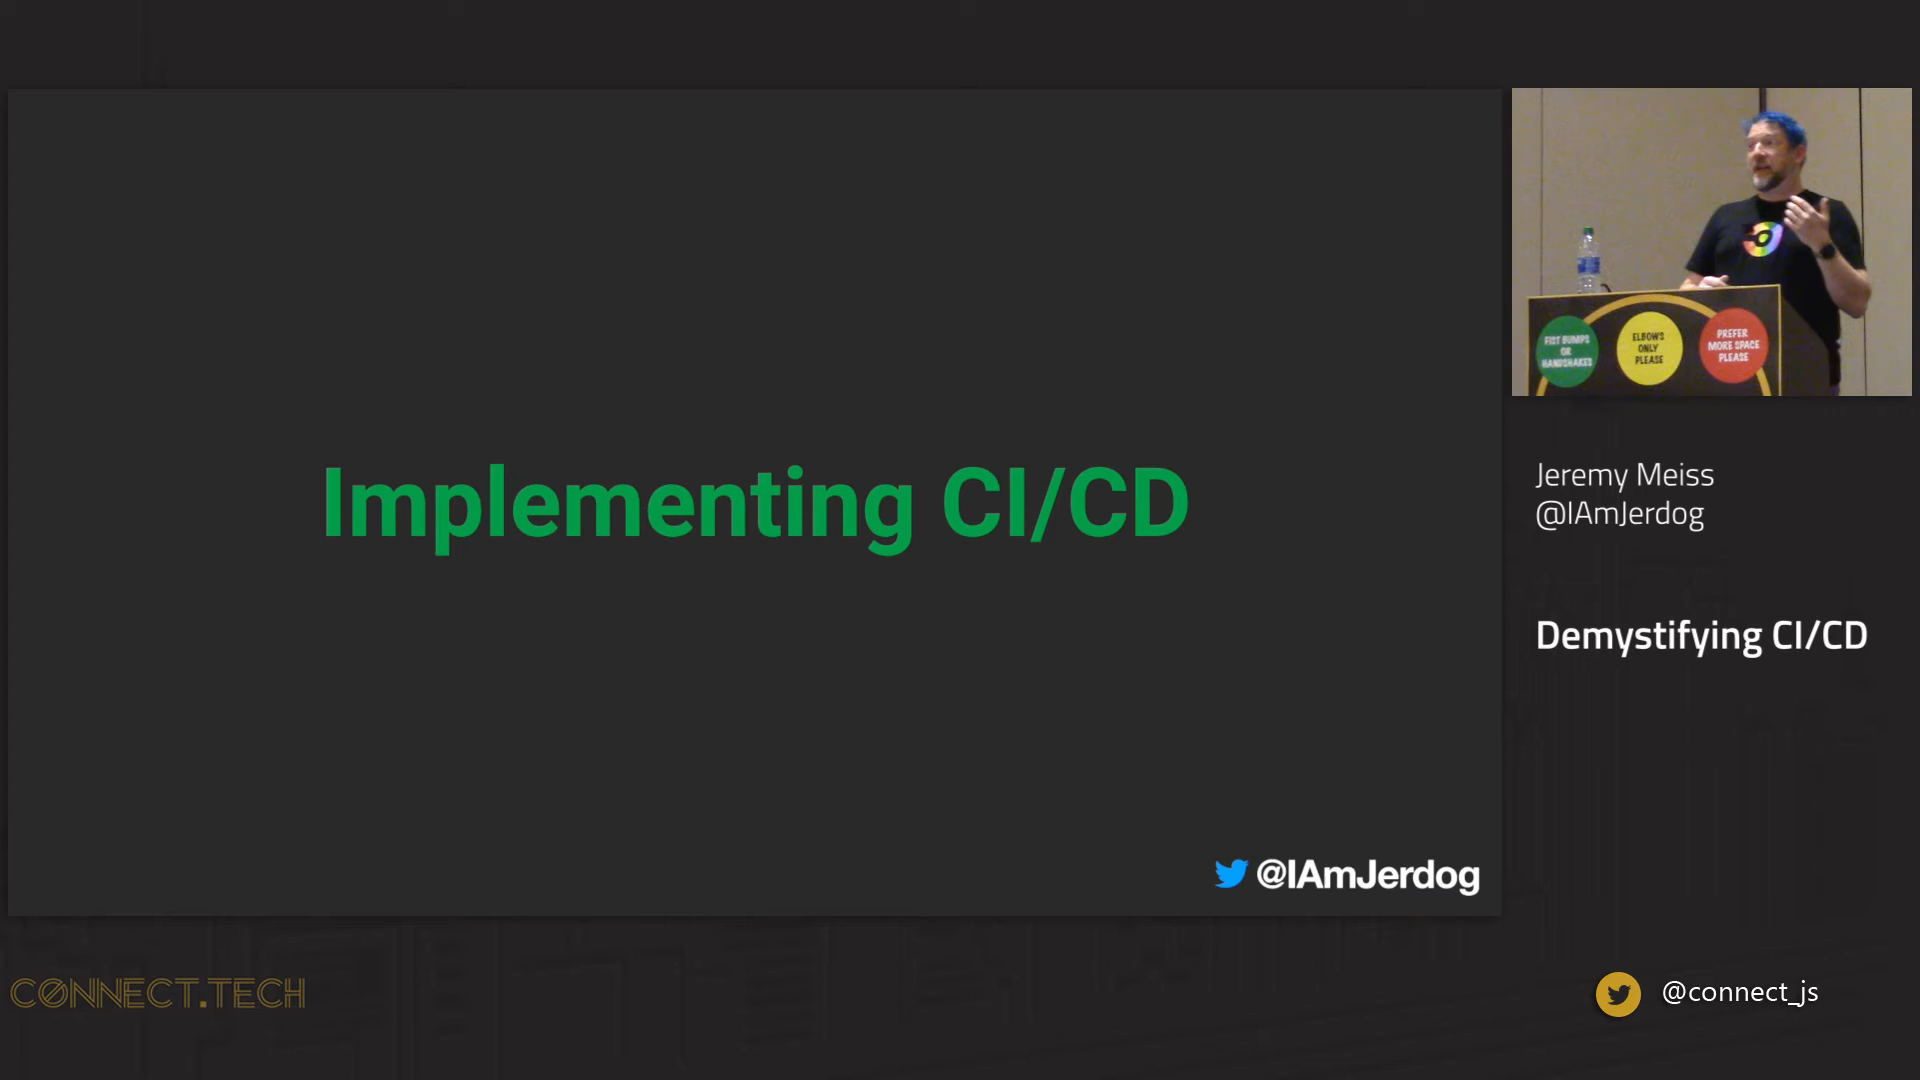 Implementing CI/CD
@IAmJerdog
FIST BUMPS
OR
HANDSHAKES
ELBOWS
ONLY
PLEASE
PREFER
MORE SPACE
PLEASE
Jeremy Meiss
@IAmJerdog
Demystifying CI/CD
CONNECT.TECH
@connect_js